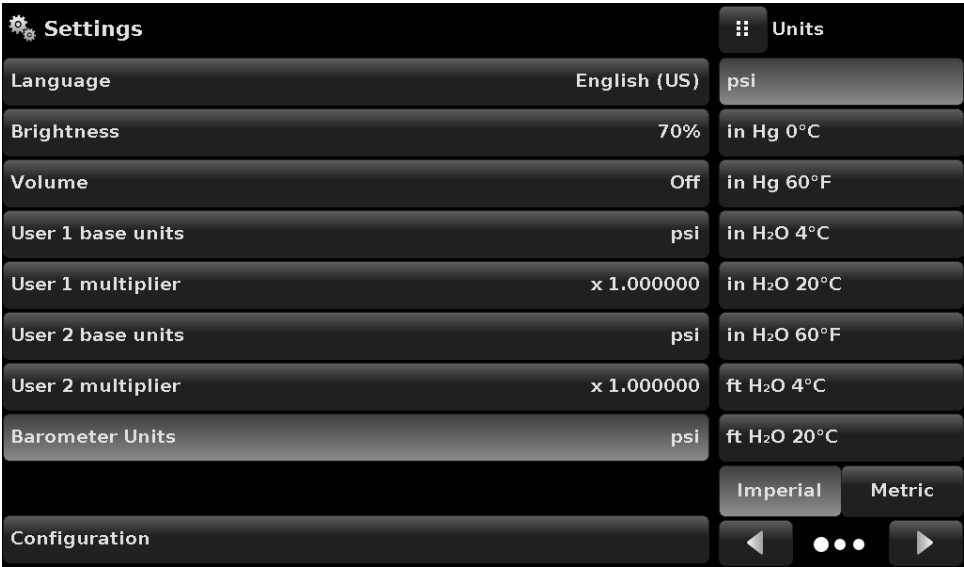 Settings
Language English (US)
Brightness 70%
Volume Off
User 1 base units psi
User 1 multiplier x 1.000000
User 2 base units psi
User 2 multiplier x 1.000000
Barometer Units psi
Configuration
Units
psi
in Hg 0°C
in Hg 60°F
in H₂O 4°C
in H₂O 20°C
in H₂O 60°F
ft H₂O 4°C
ft H₂O 20°C
Imperial Metric